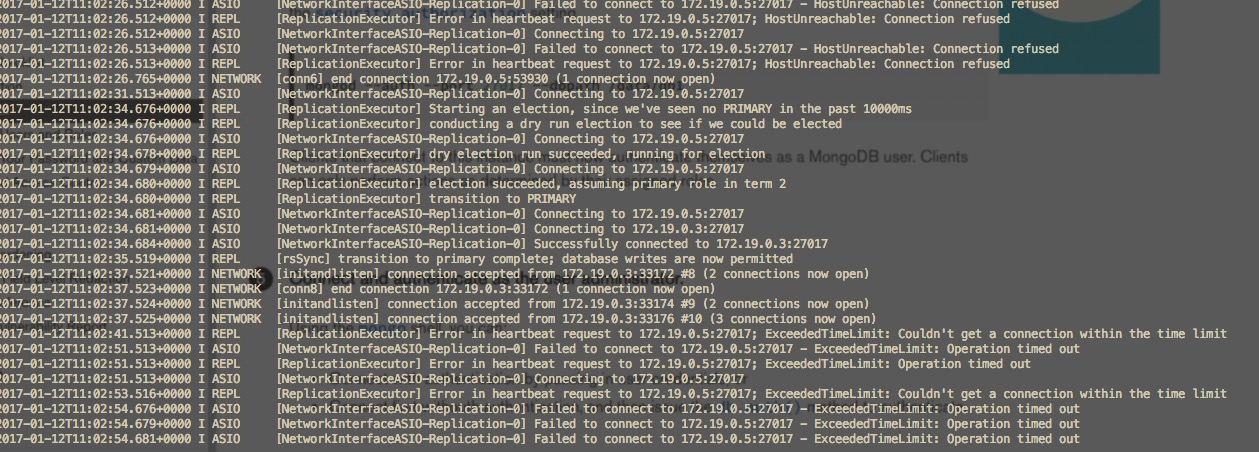 2017-01-12T11:02:26.512+0000 I ASIO     [NetworkInterfaceASIO-Replication-0] Failed to connect to 172.19.0.5:27017 - HostUnreachable: Connection refused
2017-01-12T11:02:26.512+0000 I REPL     [ReplicationExecutor] Error in heartbeat request to 172.19.0.5:27017; HostUnreachable: Connection refused
2017-01-12T11:02:26.512+0000 I ASIO     [NetworkInterfaceASIO-Replication-0] Connecting to 172.19.0.5:27017
2017-01-12T11:02:26.513+0000 I ASIO     [NetworkInterfaceASIO-Replication-0] Failed to connect to 172.19.0.5:27017 - HostUnreachable: Connection refused
2017-01-12T11:02:26.513+0000 I REPL     [ReplicationExecutor] Error in heartbeat request to 172.19.0.5:27017; HostUnreachable: Connection refused
2017-01-12T11:02:26.765+0000 I NETWORK  [conn6] end connection 172.19.0.5:53930 (1 connection now open)
2017-01-12T11:02:31.513+0000 I ASIO     [NetworkInterfaceASIO-Replication-0] Connecting to 172.19.0.5:27017
2017-01-12T11:02:34.676+0000 I REPL     [ReplicationExecutor] Starting an election, since we've seen no PRIMARY in the past 10000ms
2017-01-12T11:02:34.676+0000 I REPL     [ReplicationExecutor] conducting a dry run election to see if we could be elected
2017-01-12T11:02:34.676+0000 I ASIO     [NetworkInterfaceASIO-Replication-0] Connecting to 172.19.0.5:27017
2017-01-12T11:02:34.678+0000 I REPL     [ReplicationExecutor] dry election run succeeded, running for election
2017-01-12T11:02:34.679+0000 I ASIO     [NetworkInterfaceASIO-Replication-0] Connecting to 172.19.0.5:27017
2017-01-12T11:02:34.680+0000 I REPL     [ReplicationExecutor] election succeeded, assuming primary role in term 2
2017-01-12T11:02:34.680+0000 I REPL     [ReplicationExecutor] transition to PRIMARY
2017-01-12T11:02:34.681+0000 I ASIO     [NetworkInterfaceASIO-Replication-0] Connecting to 172.19.0.5:27017
2017-01-12T11:02:34.681+0000 I ASIO     [NetworkInterfaceASIO-Replication-0] Connecting to 172.19.0.3:27017
2017-01-12T11:02:34.684+0000 I ASIO     [NetworkInterfaceASIO-Replication-0] Successfully connected to 172.19.0.3:27017
2017-01-12T11:02:35.519+0000 I REPL     [rsSync] transition to primary complete; database writes are now permitted
2017-01-12T11:02:37.521+0000 I NETWORK  [initandlisten] connection accepted from 172.19.0.3:33172 #8 (2 connections now open)
2017-01-12T11:02:37.523+0000 I NETWORK  [conn8] end connection 172.19.0.3:33172 (1 connection now open)
2017-01-12T11:02:37.524+0000 I NETWORK  [initandlisten] connection accepted from 172.19.0.3:33174 #9 (2 connections now open)
2017-01-12T11:02:37.525+0000 I NETWORK  [initandlisten] connection accepted from 172.19.0.3:33176 #10 (3 connections now open)
2017-01-12T11:02:41.513+0000 I REPL     [ReplicationExecutor] Error in heartbeat request to 172.19.0.5:27017; ExceededTimeLimit: Couldn't get a connection within the time limit
2017-01-12T11:02:51.513+0000 I ASIO     [NetworkInterfaceASIO-Replication-0] Failed to connect to 172.19.0.5:27017 - ExceededTimeLimit: Operation timed out
2017-01-12T11:02:51.513+0000 I REPL     [ReplicationExecutor] Error in heartbeat request to 172.19.0.5:27017; ExceededTimeLimit: Operation timed out
2017-01-12T11:02:51.513+0000 I ASIO     [NetworkInterfaceASIO-Replication-0] Connecting to 172.19.0.5:27017
2017-01-12T11:02:53.516+0000 I REPL     [ReplicationExecutor] Error in heartbeat request to 172.19.0.5:27017; ExceededTimeLimit: Couldn't get a connection within the time limit
2017-01-12T11:02:54.676+0000 I ASIO     [NetworkInterfaceASIO-Replication-0] Failed to connect to 172.19.0.5:27017 - ExceededTimeLimit: Operation timed out
2017-01-12T11:02:54.679+0000 I ASIO     [NetworkInterfaceASIO-Replication-0] Failed to connect to 172.19.0.5:27017 - ExceededTimeLimit: Operation timed out
2017-01-12T11:02:54.681+0000 I ASIO     [NetworkInterfaceASIO-Replication-0] Failed to connect to 172.19.0.5:27017 - ExceededTimeLimit: Operation timed out